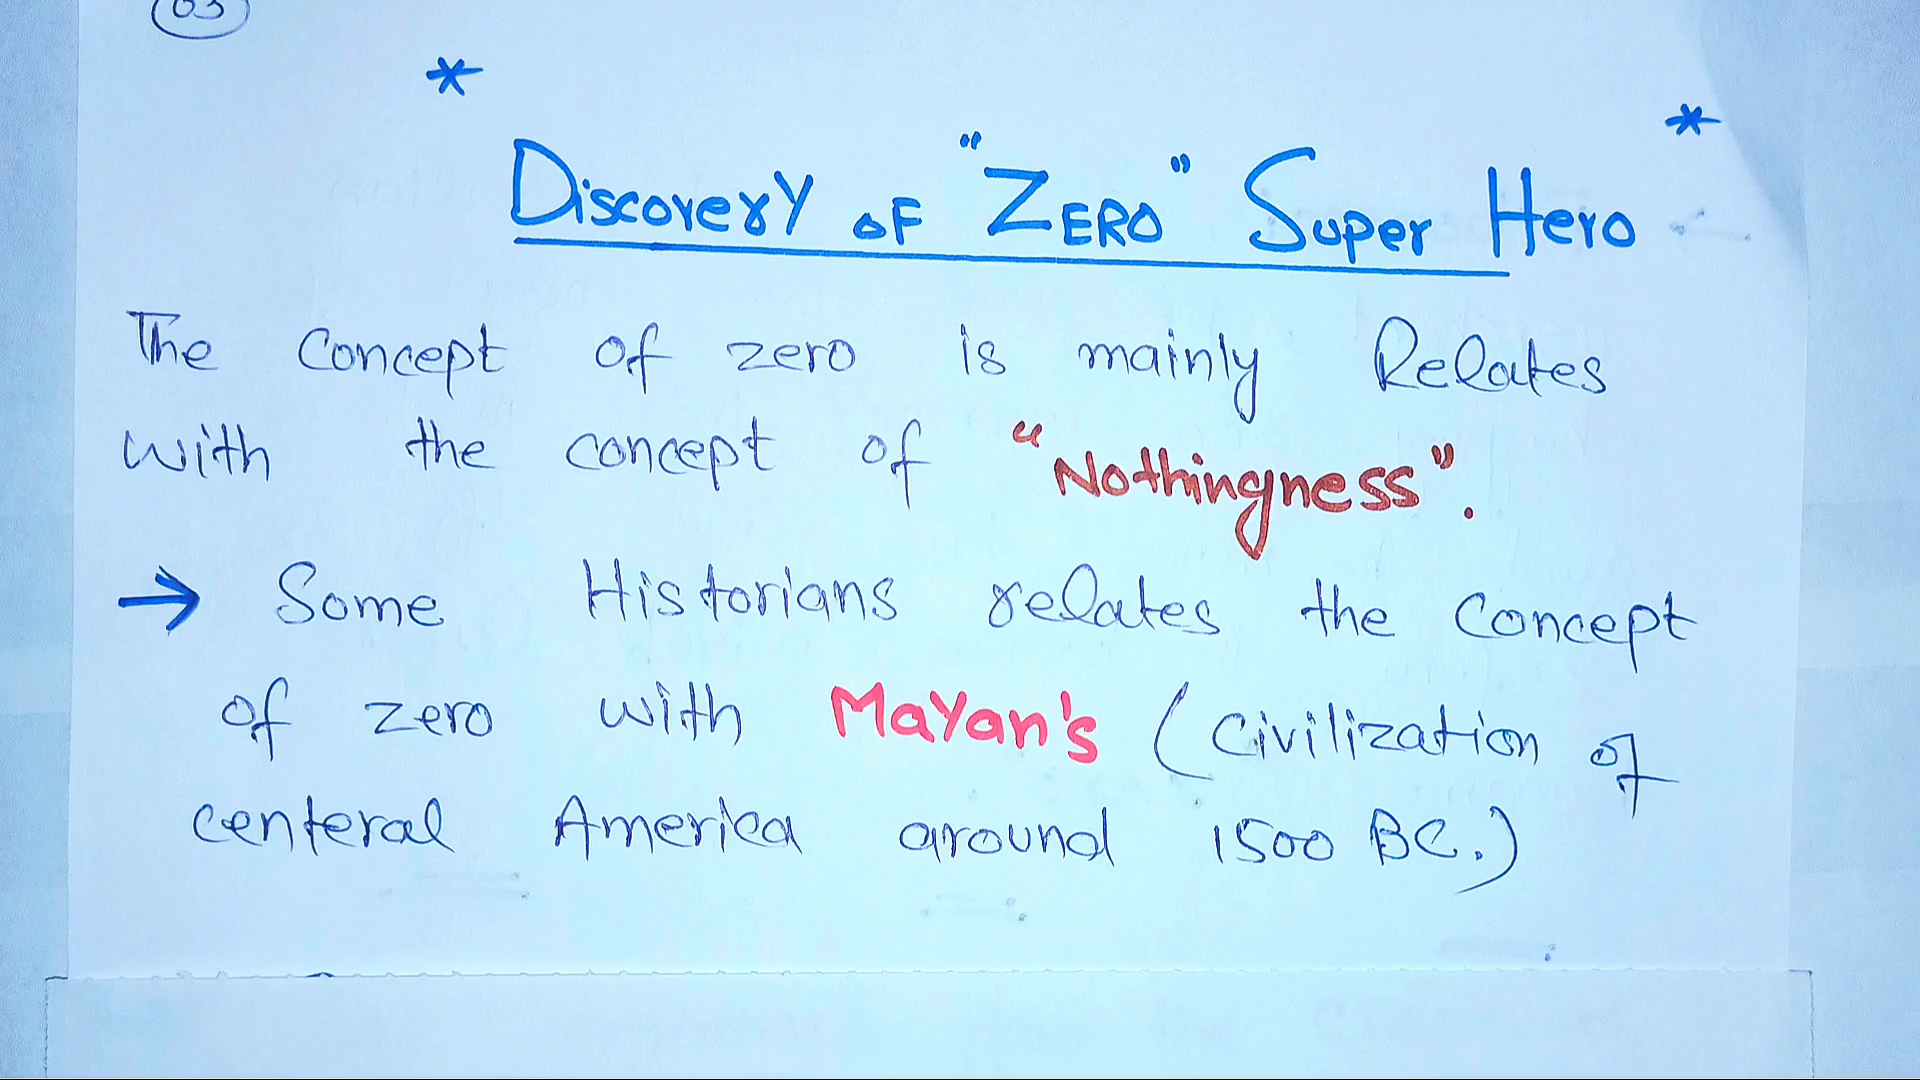 03
* *
Discovery of "ZERO" Super Hero
The Concept of zero is mainly Relates
with the concept of "Nothingness".
→ Some Historians relates the Concept
of zero with Mayan's (Civilization of
centeral America around 1500 BC.)